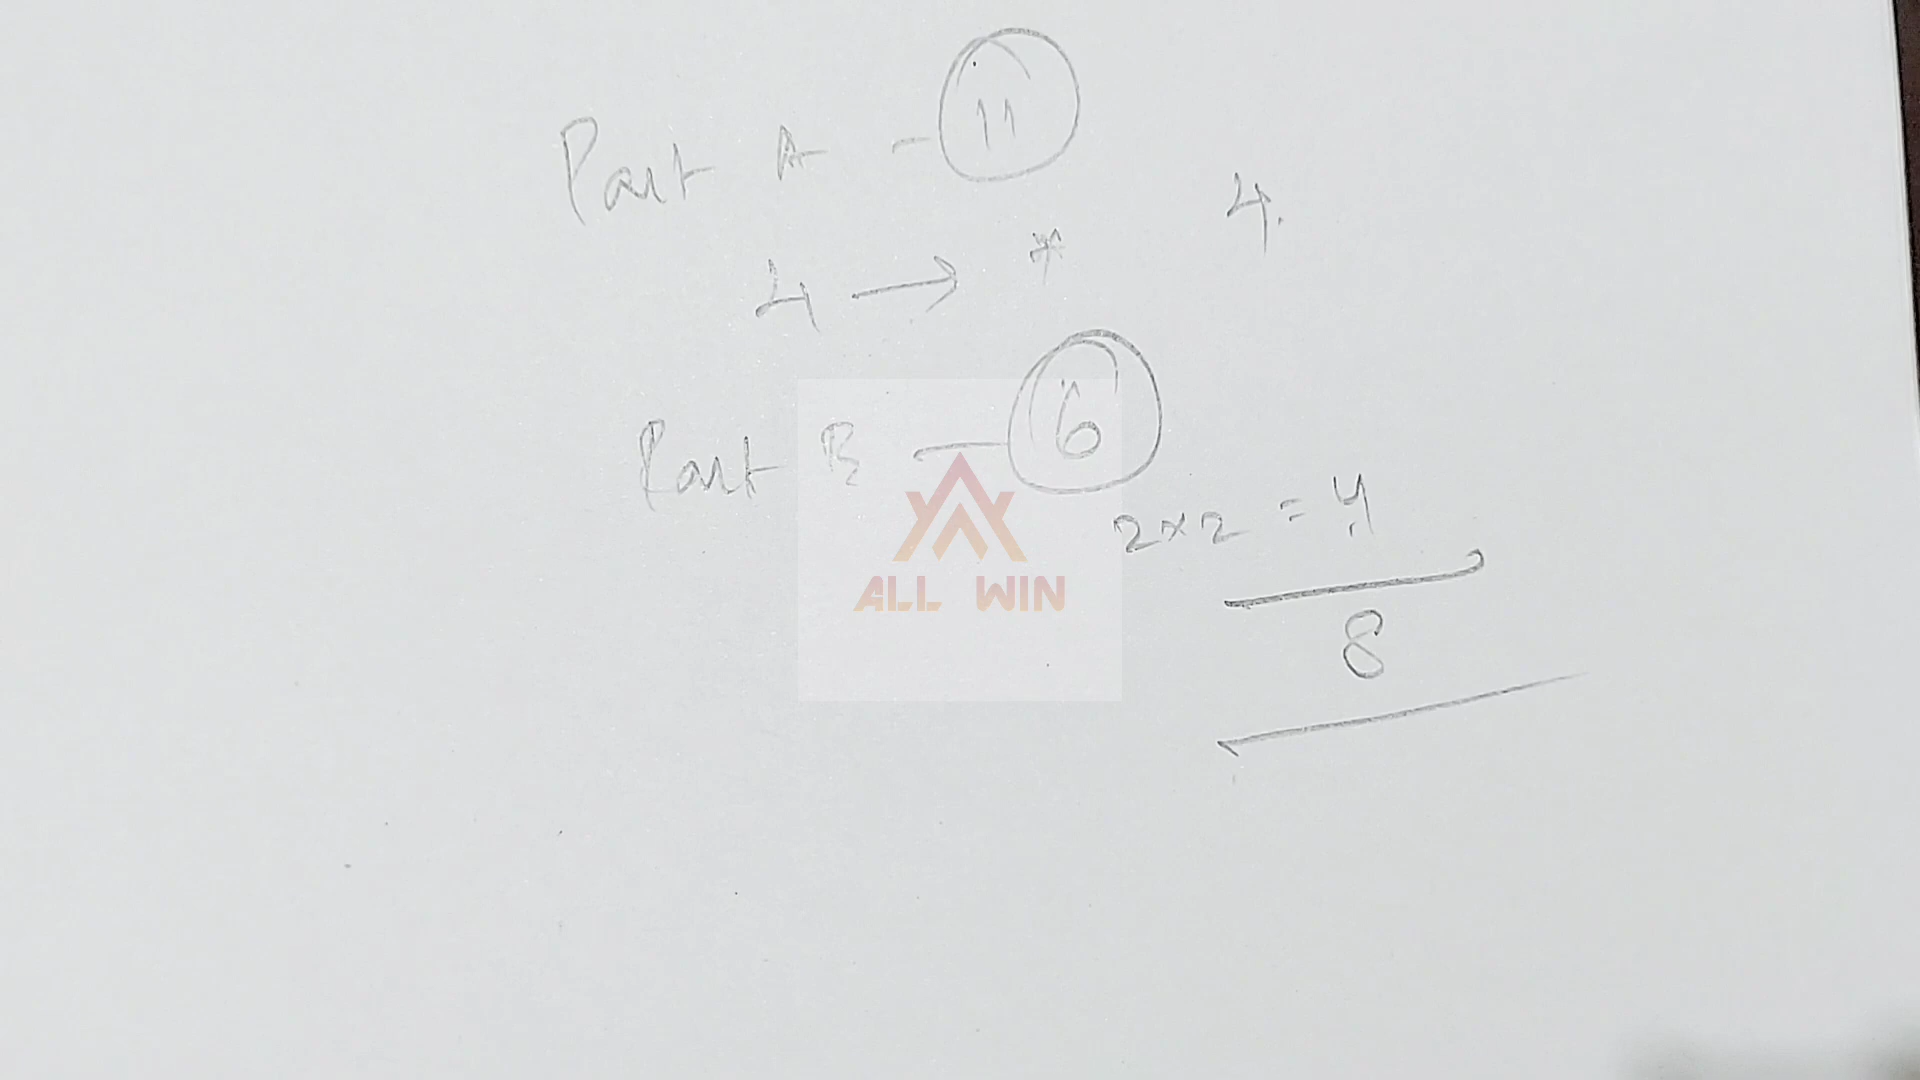 Part A - 11
4 → * 4.
Part B — 6
2 x 2 = 4
8
ALL WIN